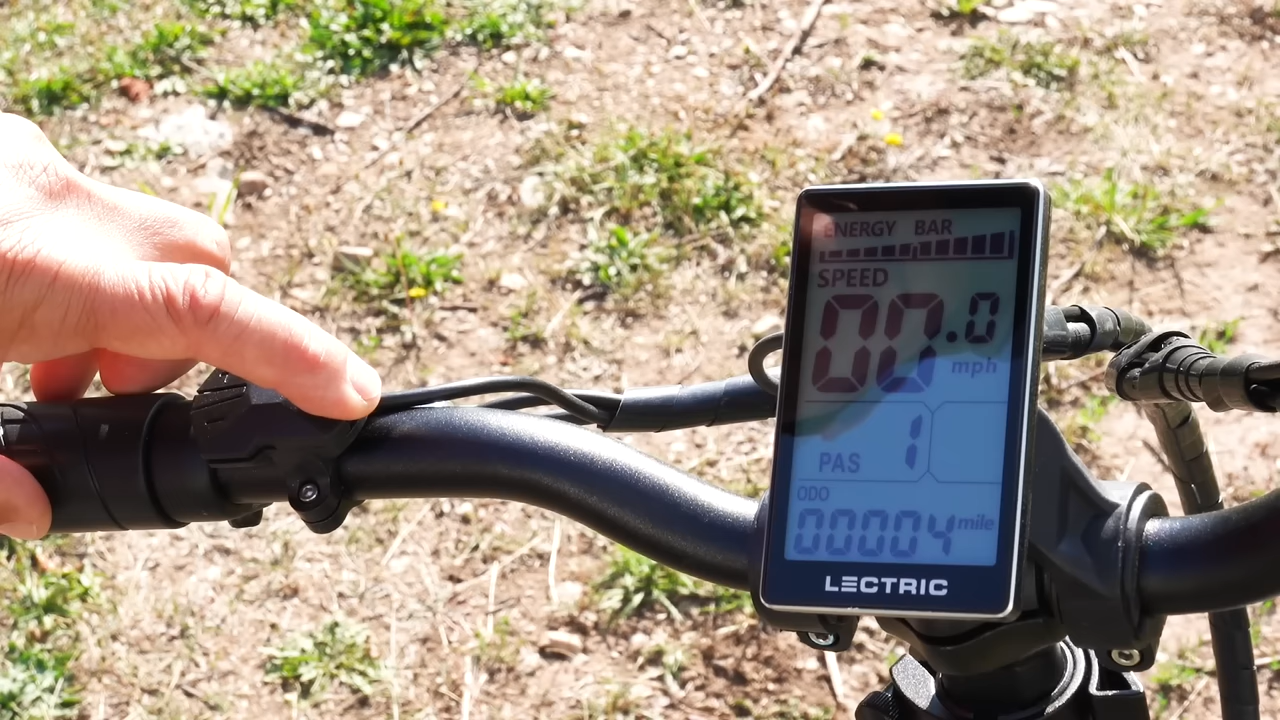 ENERGY BAR
SPEED
00.0
mph
1
PAS
ODO
00004 mile
LECTRIC